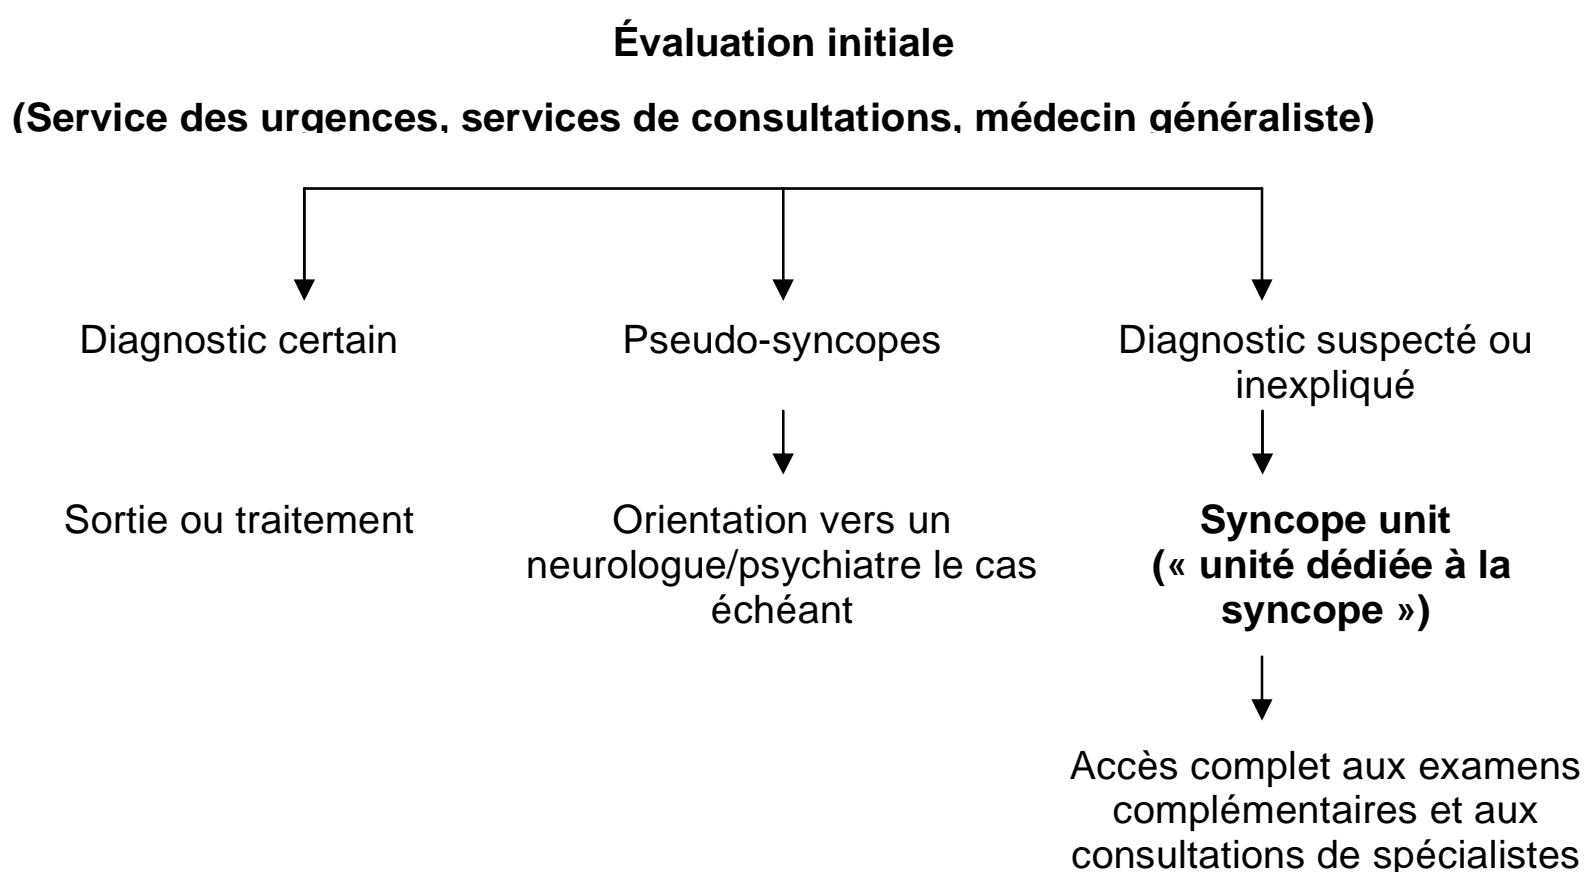 Évaluation initiale
(Service des urgences, services de consultations, médecin généraliste)
Diagnostic certain
Pseudo-syncopes
Diagnostic suspecté ou
inexpliqué
Sortie ou traitement
Orientation vers un
neurologue/psychiatre le cas
échéant
Syncope unit
(« unité dédiée à la
syncope »)
Accès complet aux examens
complémentaires et aux
consultations de spécialistes